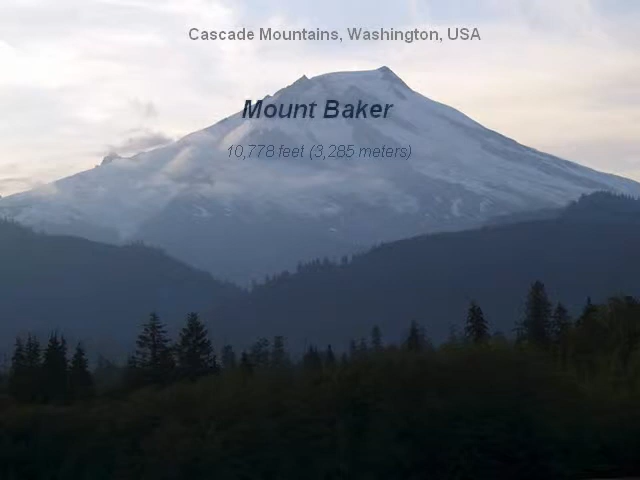 Cascade Mountains, Washington, USA
Mount Baker
10,778 feet (3,285 meters)